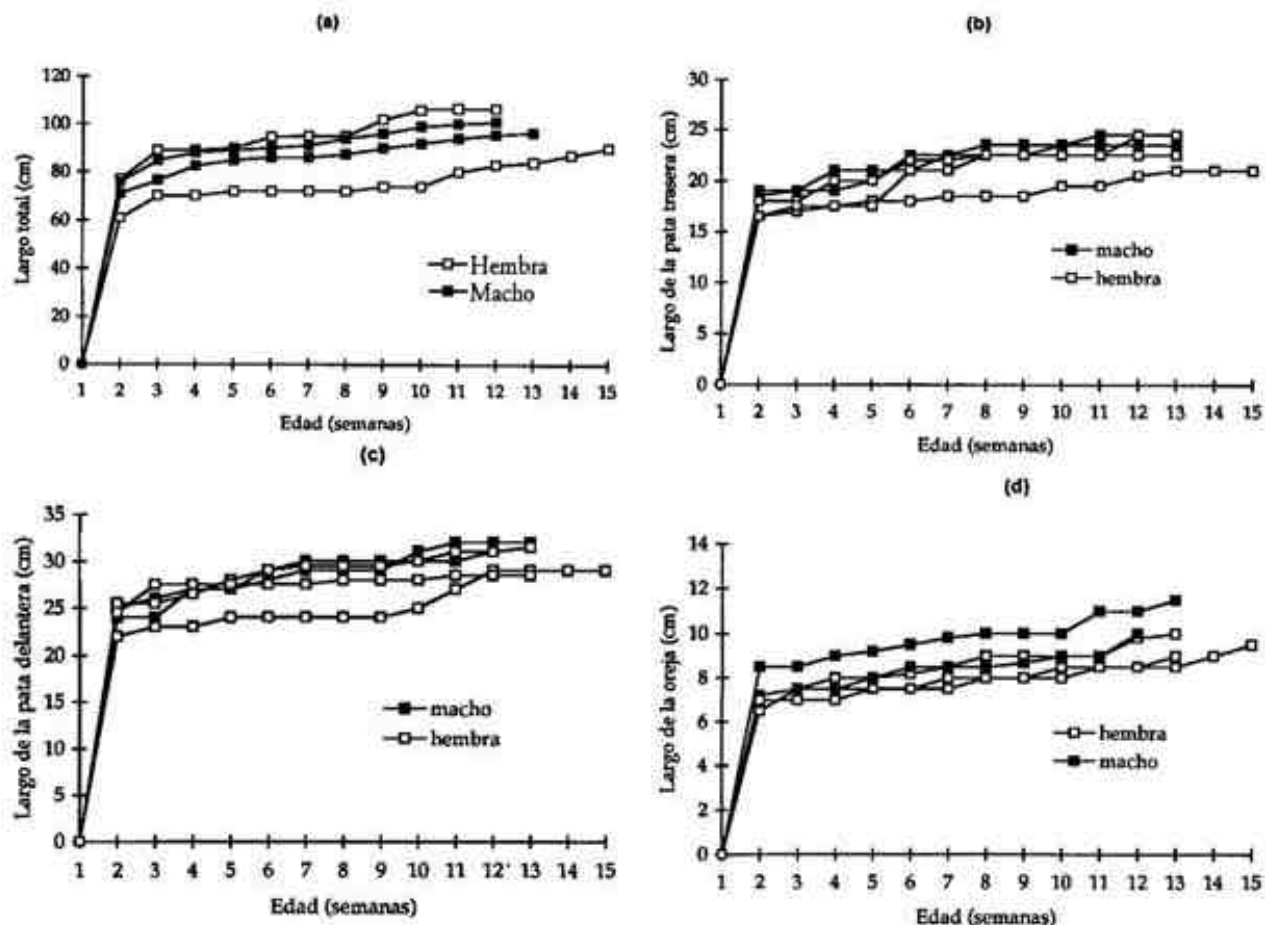 (a)
120
100
80
60
40
20
0
Largo total (cm)
Hembra
Macho
1 2 3 4 5 6 7 8 9 10 11 12 13 14 15
Edad (semanas)
(b)
30
25
20
15
10
5
0
Largo de la pata trasera (cm)
macho
hembra
1 2 3 4 5 6 7 8 9 10 11 12 13 14 15
Edad (semanas)
(c)
35
30
25
20
15
10
5
0
Largo de la pata delantera (cm)
macho
hembra
1 2 3 4 5 6 7 8 9 10 11 12 13 14 15
Edad (semanas)
(d)
14
12
10
8
6
4
2
0
Largo de la oreja (cm)
hembra
macho
1 2 3 4 5 6 7 8 9 10 11 12 13 14 15
Edad (semanas)